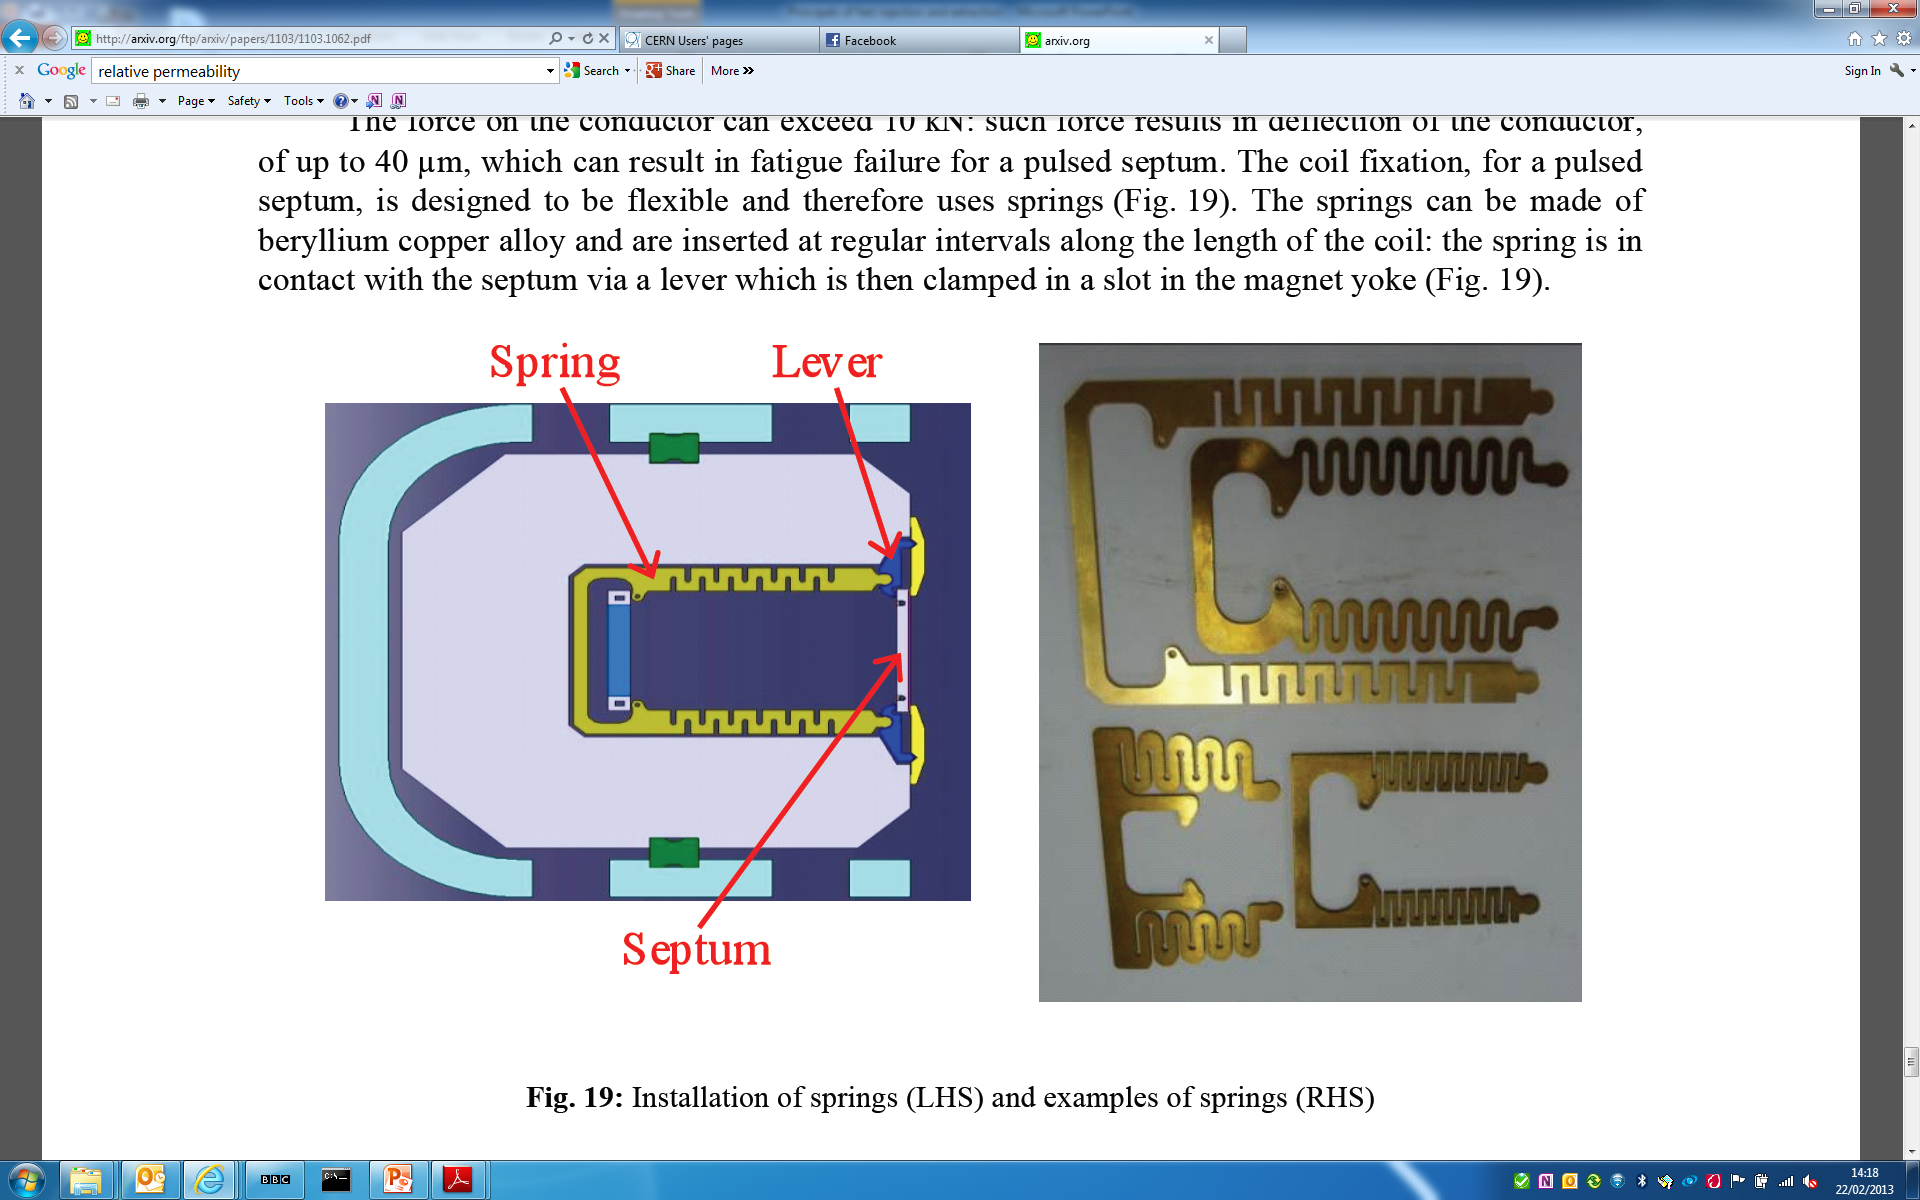 http://arxiv.org/ftp/arxiv/papers/1103/1103.1062.pdf
CERN Users' pages
Facebook
arxiv.org
Google
relative permeability
Search
Share
More »
Sign In
Page
Safety
Tools
The force on the conductor can exceed 10 kN: such force results in deflection of the conductor,
of up to 40 µm, which can result in fatigue failure for a pulsed septum. The coil fixation, for a pulsed
septum, is designed to be flexible and therefore uses springs (Fig. 19). The springs can be made of
beryllium copper alloy and are inserted at regular intervals along the length of the coil: the spring is in
contact with the septum via a lever which is then clamped in a slot in the magnet yoke (Fig. 19).
Spring
Lever
Septum
Fig. 19: Installation of springs (LHS) and examples of springs (RHS)
BBC
14:18
22/02/2013